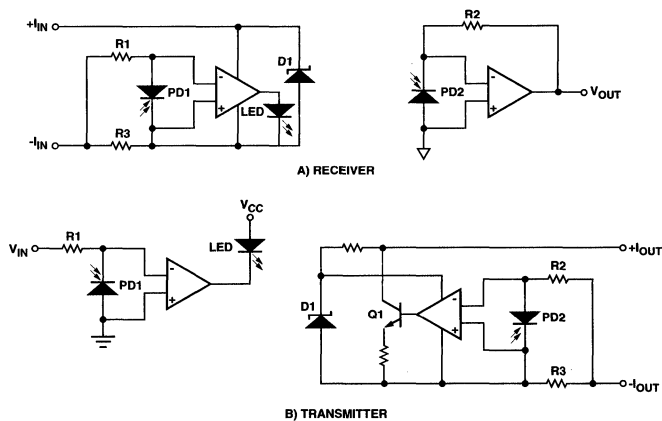 +IIN
R1
PD1
-
+
LED
D1
-IIN
R3
R2
PD2
-
+
VOUT
A) RECEIVER
VIN
R1
PD1
-
+
VCC
LED
D1
Q1
-
+
R2
PD2
R3
+IOUT
-IOUT
B) TRANSMITTER